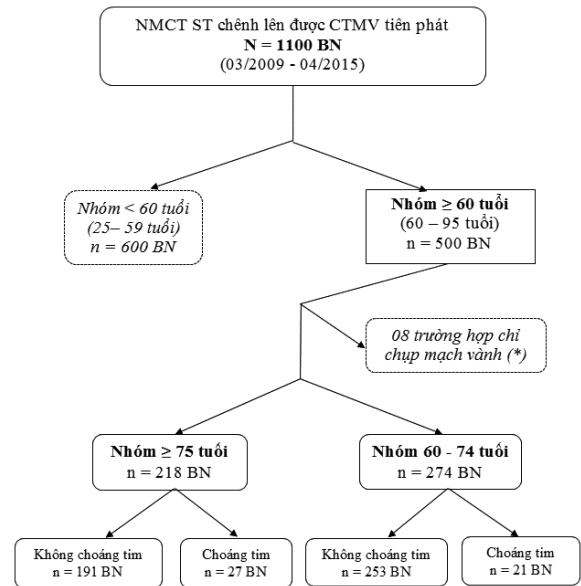 NMCT ST chênh lên được CTMV tiên phát
N = 1100 BN
(03/2009 - 04/2015)
Nhóm < 60 tuổi
(25– 59 tuổi)
n = 600 BN
Nhóm ≥ 60 tuổi
(60 – 95 tuổi)
n = 500 BN
08 trường hợp chỉ
chụp mạch vành (*)
Nhóm ≥ 75 tuổi
n = 218 BN
Nhóm 60 - 74 tuổi
n = 274 BN
Không choáng tim
n = 191 BN
Choáng tim
n = 27 BN
Không choáng tim
n = 253 BN
Choáng tim
n = 21 BN